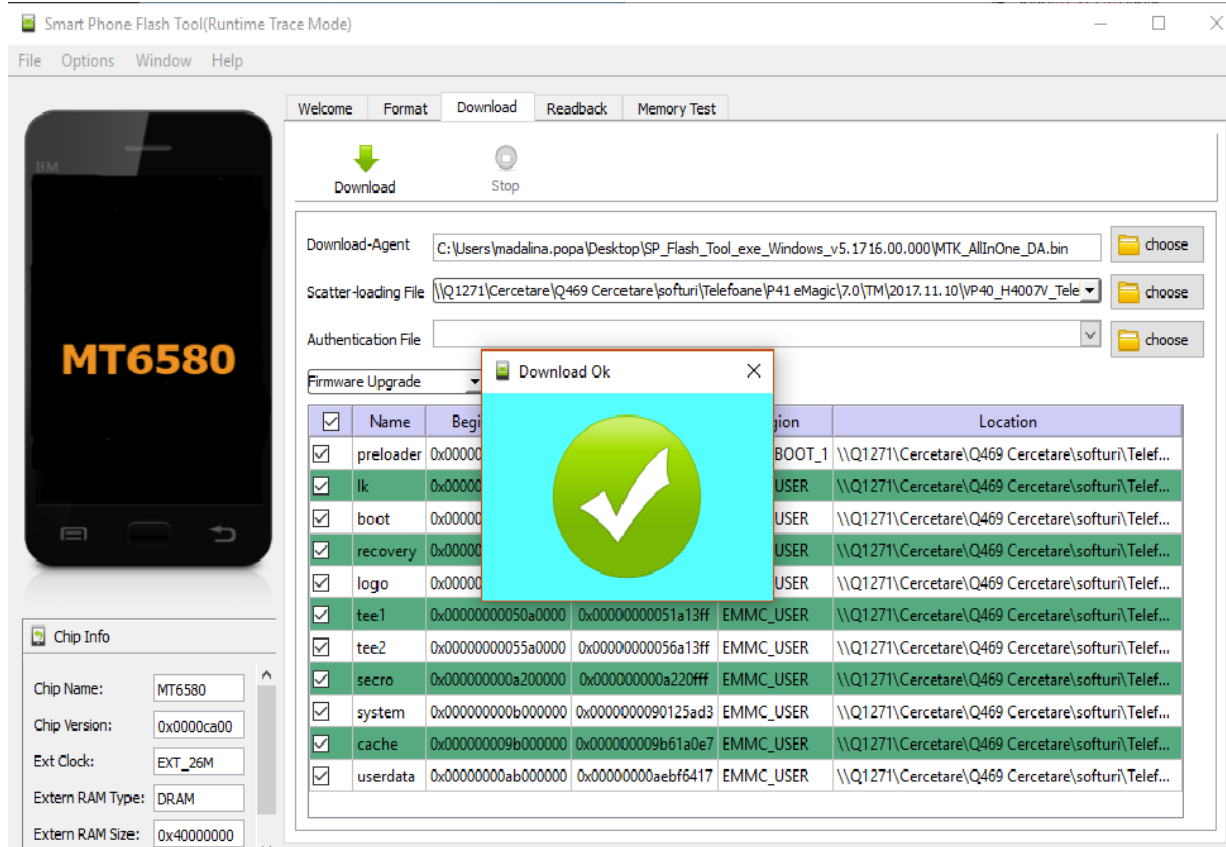 Smart Phone Flash Tool(Runtime Trace Mode)
File Options Window Help
Welcome Format Download Readback Memory Test
BM
MT6580
Download Stop
Download-Agent C:\Users\madalina.popa\Desktop\SP_Flash_Tool_exe_Windows_v5.1716.00.000\MTK_AllInOne_DA.bin choose
Scatter-loading File \\Q1271\Cercetare\Q469 Cercetare\softuri\Telefoane\P41 eMagic\7.0\TM\2017.11.10\VP40_H4007V_Tele choose
Authentication File choose
Firmware Upgrade
Download Ok
Name Begi gion Location
preloader 0x00000 BOOT_1 \\Q1271\Cercetare\Q469 Cercetare\softuri\Telef...
lk 0x00000 USER \\Q1271\Cercetare\Q469 Cercetare\softuri\Telef...
boot 0x00000 USER \\Q1271\Cercetare\Q469 Cercetare\softuri\Telef...
recovery 0x00000 USER \\Q1271\Cercetare\Q469 Cercetare\softuri\Telef...
logo 0x00000 USER \\Q1271\Cercetare\Q469 Cercetare\softuri\Telef...
tee1 0x00000000050a0000 0x00000000051a13ff EMMC_USER \\Q1271\Cercetare\Q469 Cercetare\softuri\Telef...
tee2 0x00000000055a0000 0x00000000056a13ff EMMC_USER \\Q1271\Cercetare\Q469 Cercetare\softuri\Telef...
secro 0x000000000a200000 0x000000000a220fff EMMC_USER \\Q1271\Cercetare\Q469 Cercetare\softuri\Telef...
system 0x000000000b000000 0x0000000090125ad3 EMMC_USER \\Q1271\Cercetare\Q469 Cercetare\softuri\Telef...
cache 0x000000009b000000 0x000000009b61a0e7 EMMC_USER \\Q1271\Cercetare\Q469 Cercetare\softuri\Telef...
userdata 0x00000000ab000000 0x00000000aebf6417 EMMC_USER \\Q1271\Cercetare\Q469 Cercetare\softuri\Telef...
Chip Info
Chip Name: MT6580
Chip Version: 0x0000ca00
Ext Clock: EXT_26M
Extern RAM Type: DRAM
Extern RAM Size: 0x40000000